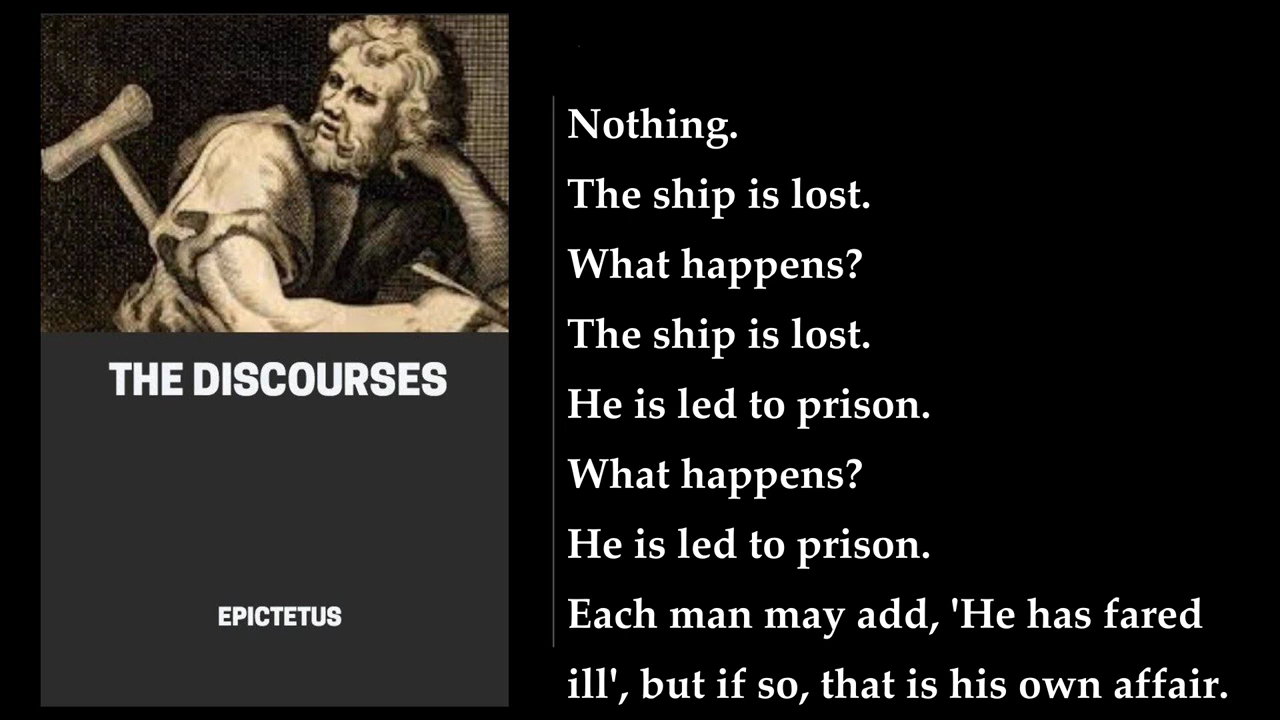 THE DISCOURSES
EPICTETUS
Nothing.
The ship is lost.
What happens?
The ship is lost.
He is led to prison.
What happens?
He is led to prison.
Each man may add, 'He has fared
ill', but if so, that is his own affair.